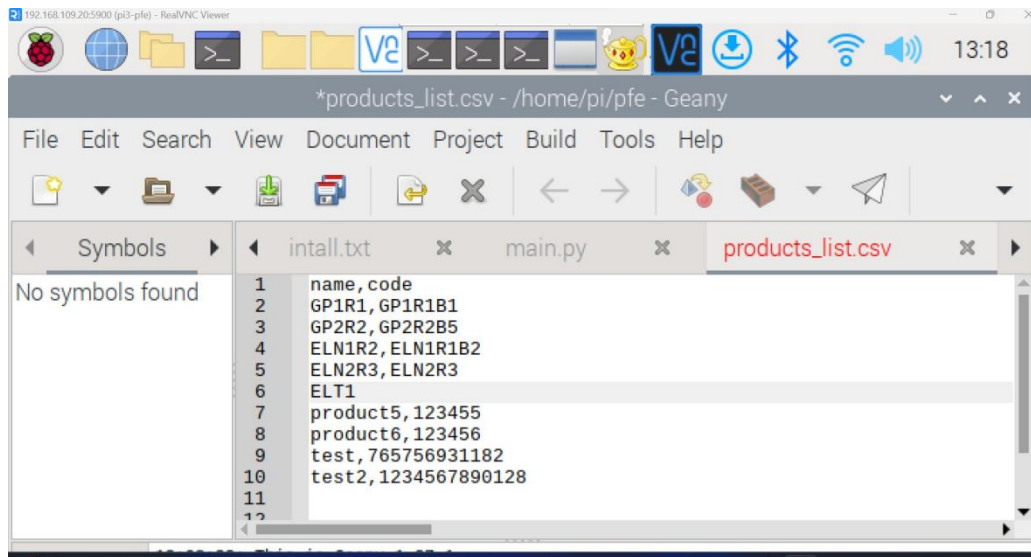 192.168.109.20:5900 (pi3-pfe) - RealVNC Viewer
13:18
*products_list.csv - /home/pi/pfe - Geany
File Edit Search View Document Project Build Tools Help
Symbols intall.txt main.py products_list.csv
No symbols found
1 name,code
2 GP1R1,GP1R1B1
3 GP2R2,GP2R2B5
4 ELN1R2,ELN1R1B2
5 ELN2R3,ELN2R3
6 ELT1
7 product5,123455
8 product6,123456
9 test,765756931182
10 test2,1234567890128
11
12